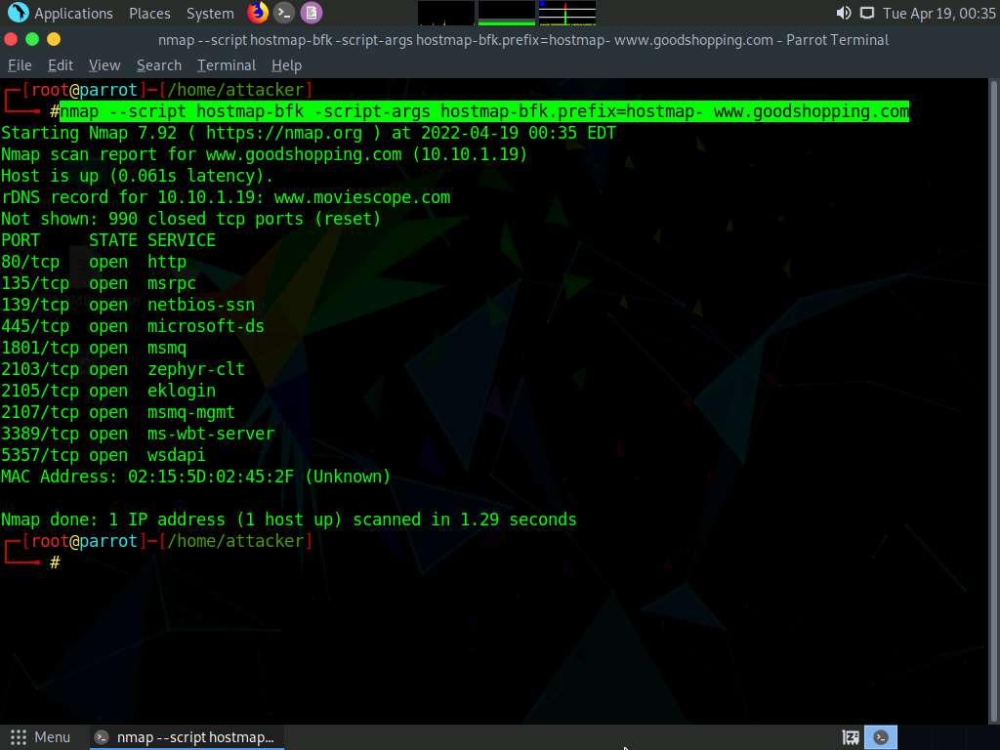 Applications Places System Tue Apr 19, 00:35
nmap --script hostmap-bfk -script-args hostmap-bfk.prefix=hostmap- www.goodshopping.com - Parrot Terminal
File Edit View Search Terminal Help
[root@parrot]─[/home/attacker]
#nmap --script hostmap-bfk -script-args hostmap-bfk.prefix=hostmap- www.goodshopping.com
Starting Nmap 7.92 ( https://nmap.org ) at 2022-04-19 00:35 EDT
Nmap scan report for www.goodshopping.com (10.10.1.19)
Host is up (0.061s latency).
rDNS record for 10.10.1.19: www.moviescope.com
Not shown: 990 closed tcp ports (reset)
PORT     STATE SERVICE
80/tcp   open  http
135/tcp  open  msrpc
139/tcp  open  netbios-ssn
445/tcp  open  microsoft-ds
1801/tcp open  msmq
2103/tcp open  zephyr-clt
2105/tcp open  eklogin
2107/tcp open  msmq-mgmt
3389/tcp open  ms-wbt-server
5357/tcp open  wsdapi
MAC Address: 02:15:5D:02:45:2F (Unknown)
Nmap done: 1 IP address (1 host up) scanned in 1.29 seconds
[root@parrot]─[/home/attacker]
#
Menu nmap --script hostmap...